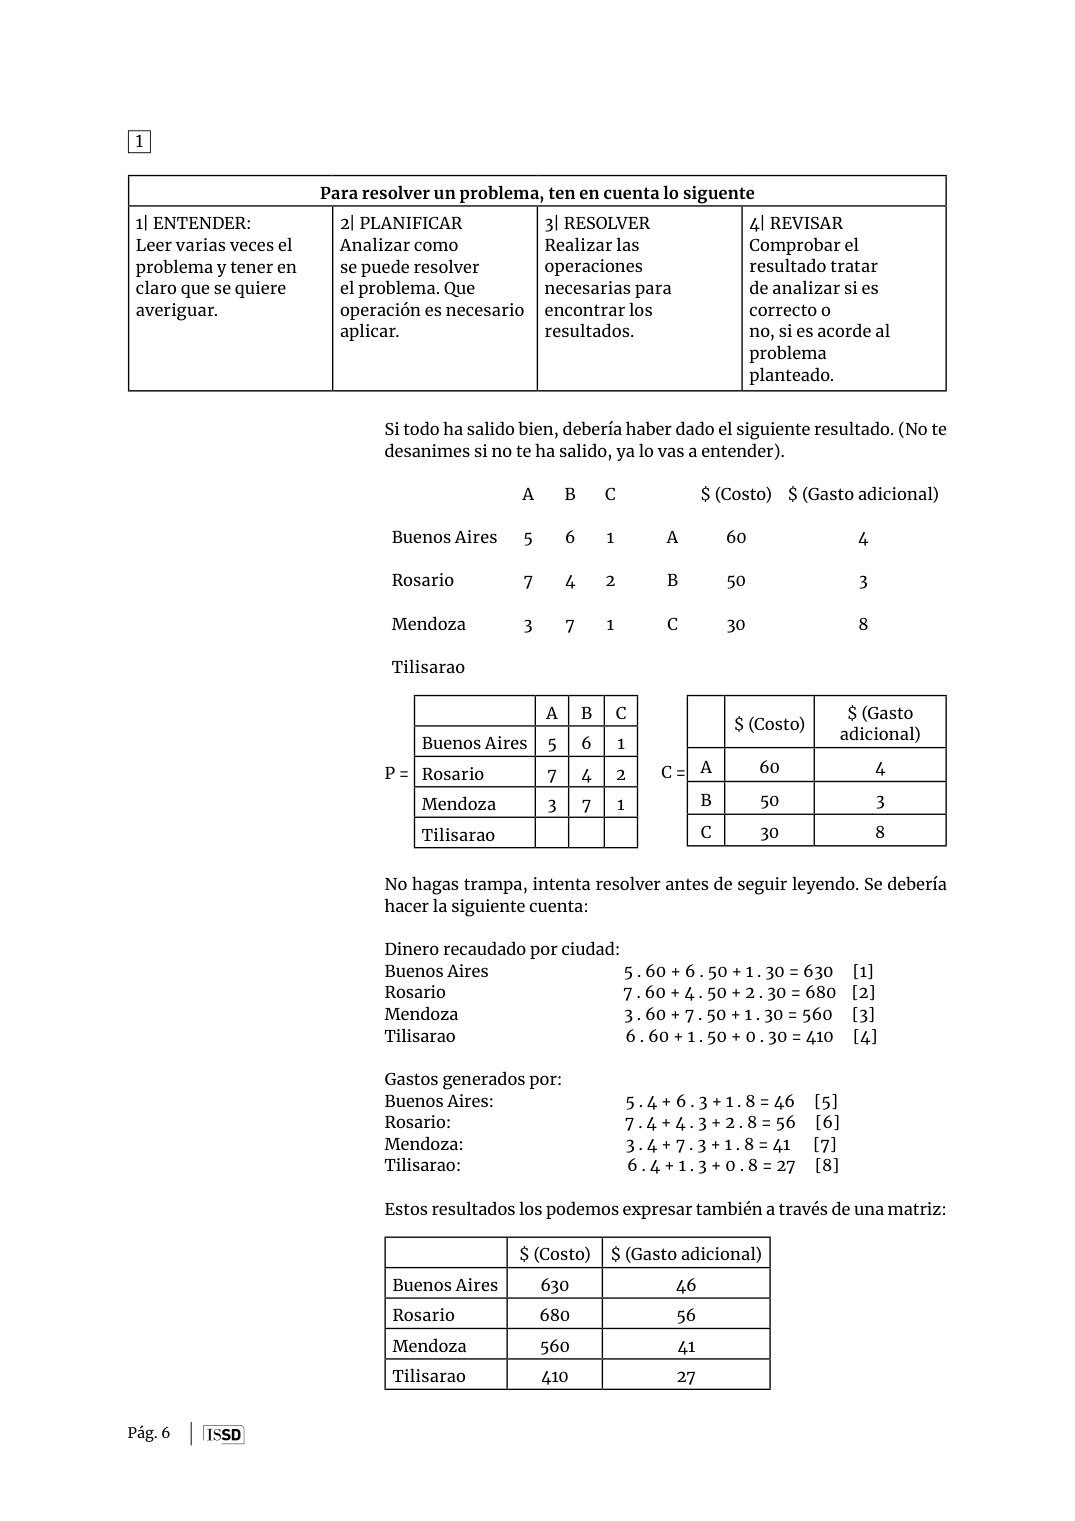 1
Para resolver un problema, ten en cuenta lo siguente
1| ENTENDER:
Leer varias veces el
problema y tener en
claro que se quiere
averiguar.
2| PLANIFICAR
Analizar como
se puede resolver
el problema. Que
operación es necesario
aplicar.
3| RESOLVER
Realizar las
operaciones
necesarias para
encontrar los
resultados.
4| REVISAR
Comprobar el
resultado tratar
de analizar si es
correcto o
no, si es acorde al
problema
planteado.
Si todo ha salido bien, debería haber dado el siguiente resultado. (No te
desanimes si no te ha salido, ya lo vas a entender).
A B C $ (Costo) $ (Gasto adicional)
Buenos Aires 5 6 1 A 60 4
Rosario 7 4 2 B 50 3
Mendoza 3 7 1 C 30 8
Tilisarao
P =
A B C
Buenos Aires 5 6 1
Rosario 7 4 2
Mendoza 3 7 1
Tilisarao
C =
$ (Costo) $ (Gasto
adicional)
A 60 4
B 50 3
C 30 8
No hagas trampa, intenta resolver antes de seguir leyendo. Se debería
hacer la siguiente cuenta:
Dinero recaudado por ciudad:
Buenos Aires 5 . 60 + 6 . 50 + 1 . 30 = 630 [1]
Rosario 7 . 60 + 4 . 50 + 2 . 30 = 680 [2]
Mendoza 3 . 60 + 7 . 50 + 1 . 30 = 560 [3]
Tilisarao 6 . 60 + 1 . 50 + 0 . 30 = 410 [4]
Gastos generados por:
Buenos Aires: 5 . 4 + 6 . 3 + 1 . 8 = 46 [5]
Rosario: 7 . 4 + 4 . 3 + 2 . 8 = 56 [6]
Mendoza: 3 . 4 + 7 . 3 + 1 . 8 = 41 [7]
Tilisarao: 6 . 4 + 1 . 3 + 0 . 8 = 27 [8]
Estos resultados los podemos expresar también a través de una matriz:
$ (Costo) $ (Gasto adicional)
Buenos Aires 630 46
Rosario 680 56
Mendoza 560 41
Tilisarao 410 27
Pág. 6 ISSD